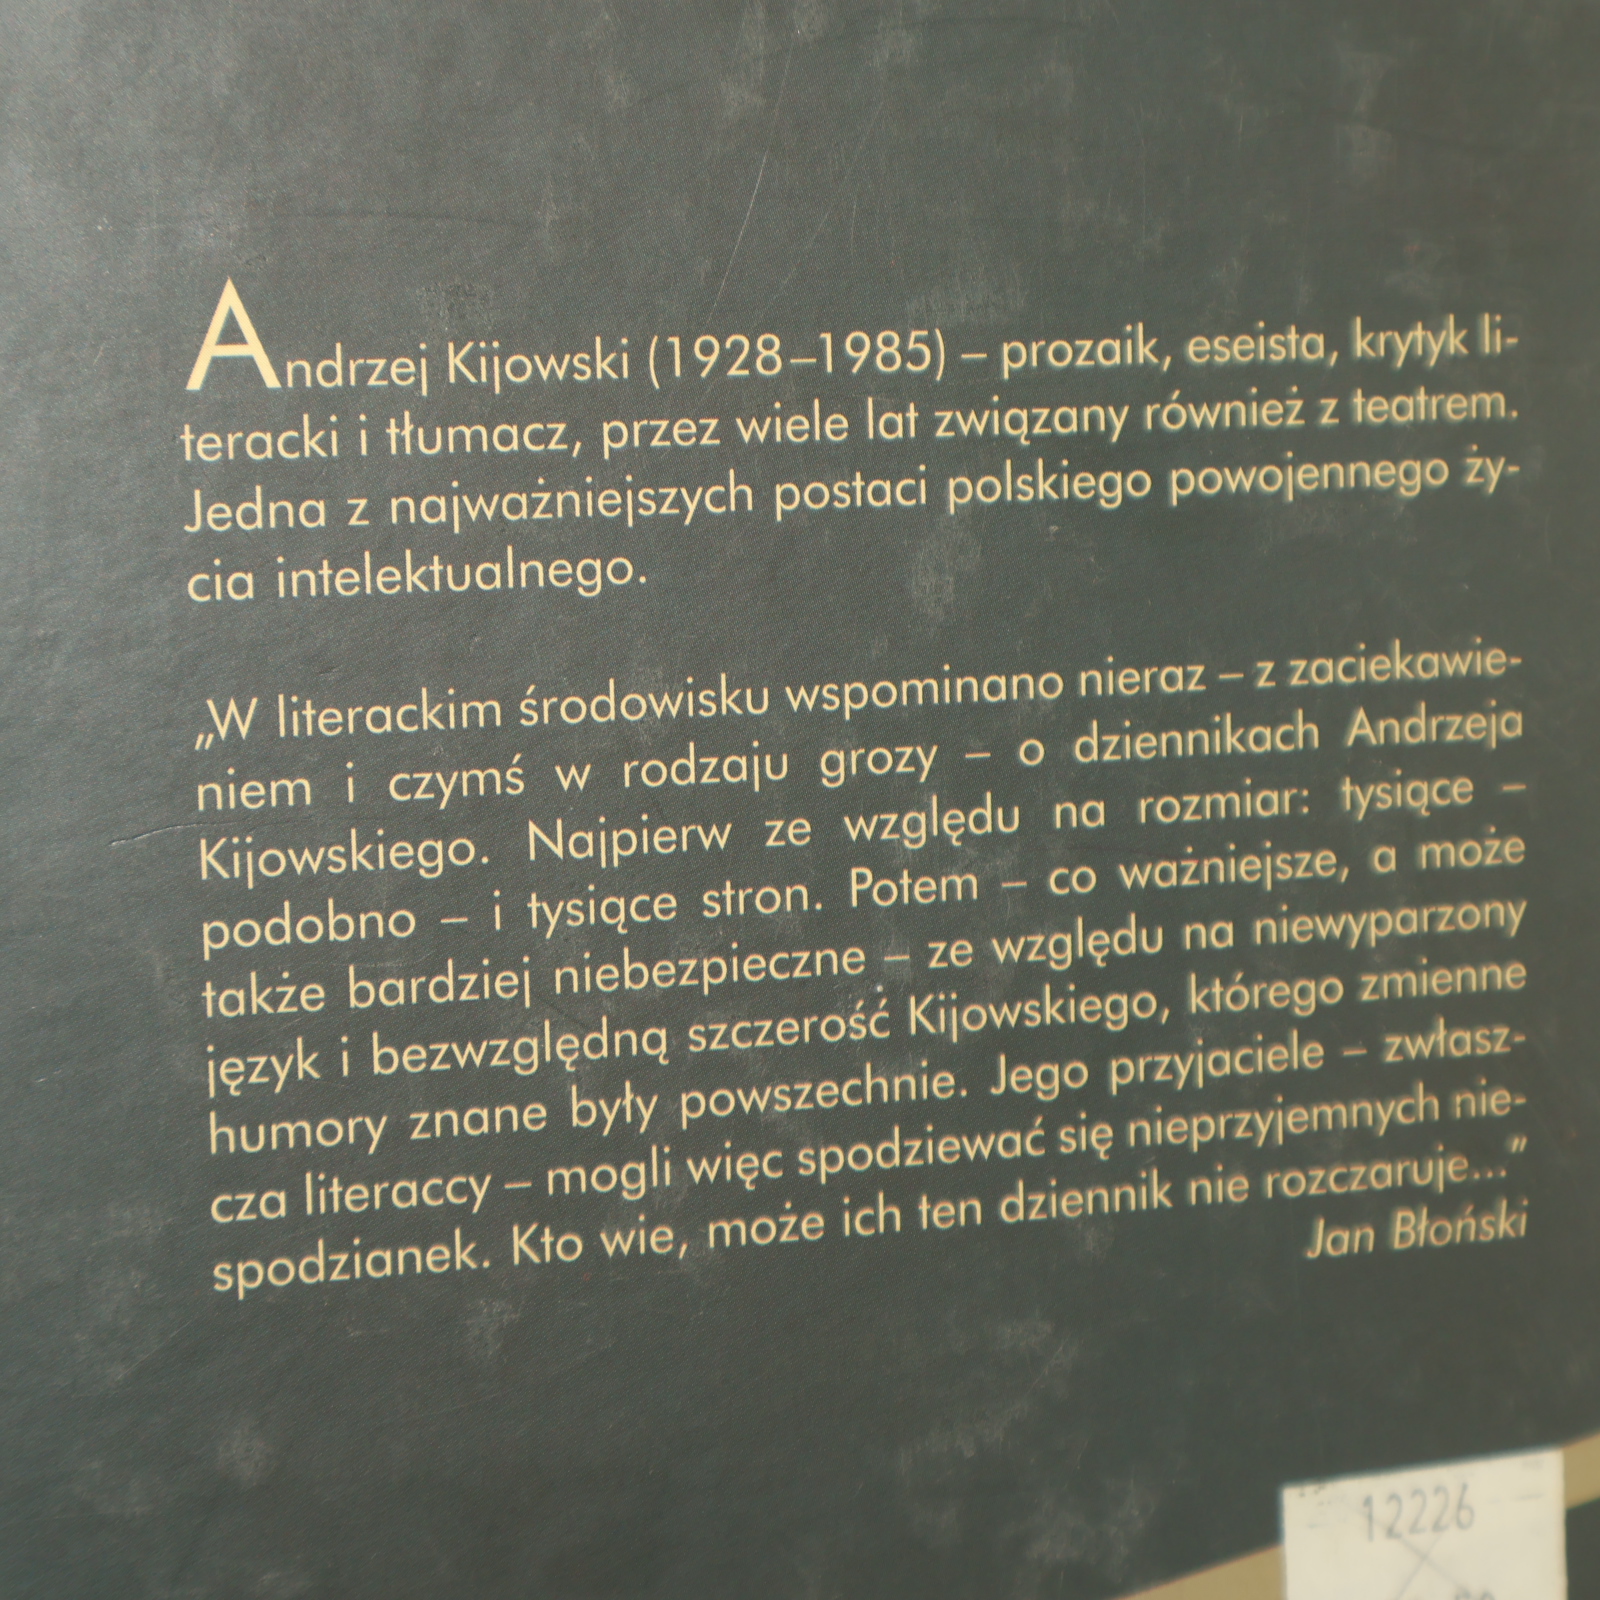 Andrzej Kijowski (1928–1985) – prozaik, eseista, krytyk li-
teracki i tłumacz, przez wiele lat związany również z teatrem.
Jedna z najważniejszych postaci polskiego powojennego ży-
cia intelektualnego.
„W literackim środowisku wspominano nieraz – z zaciekawie-
niem i czymś w rodzaju grozy – o dziennikach Andrzeja
Kijowskiego. Najpierw ze względu na rozmiar: tysiące –
podobno – i tysiące stron. Potem – co ważniejsze, a może
także bardziej niebezpieczne – ze względu na niewyparzony
język i bezwzględną szczerość Kijowskiego, którego zmienne
humory znane były powszechnie. Jego przyjaciele – zwłasz-
cza literaccy – mogli więc spodziewać się nieprzyjemnych nie-
spodzianek. Kto wie, może ich ten dziennik nie rozczaruje...”
Jan Błoński
12226